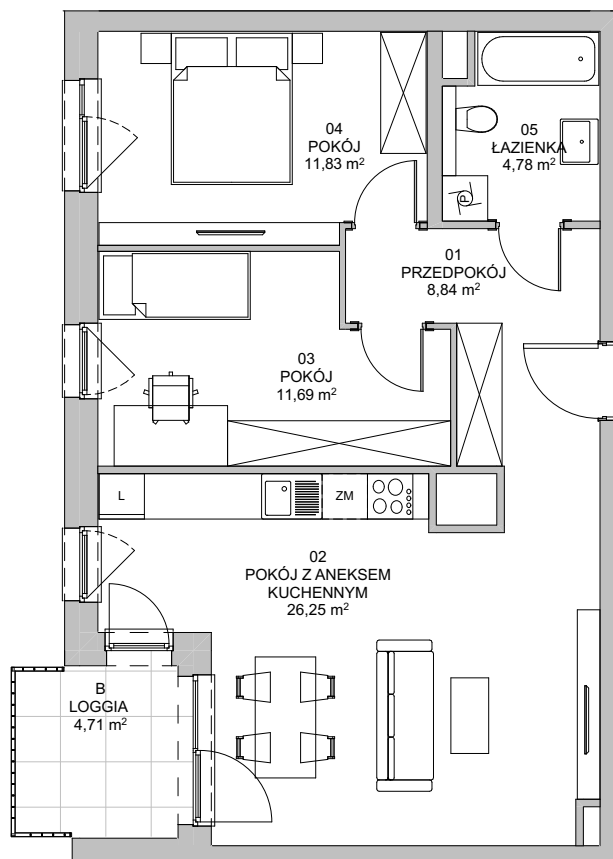 04
POKÓJ
11,83 m²
05
ŁAZIENKA
4,78 m²
P
01
PRZEDPOKÓJ
8,84 m²
03
POKÓJ
11,69 m²
L
ZM
02
POKÓJ Z ANEKSEM
KUCHENNYM
26,25 m²
B
LOGGIA
4,71 m²